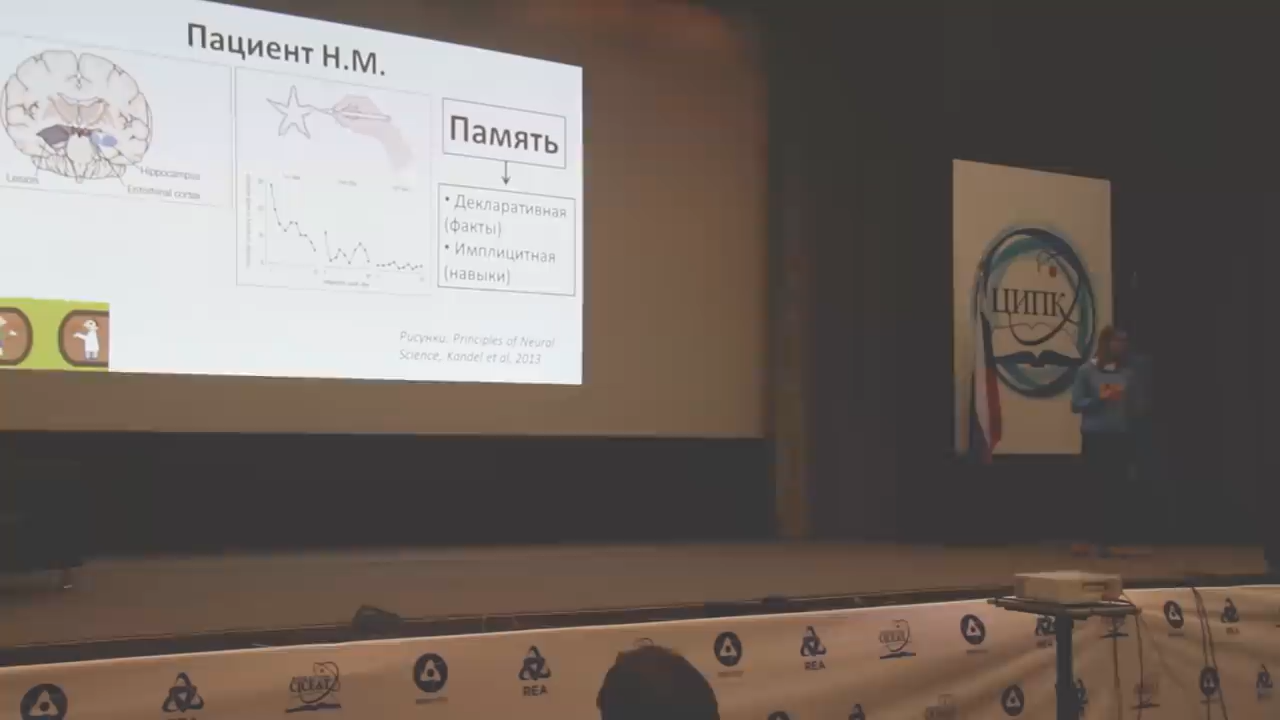 Пациент Н.М.
Память
• Декларативная
(факты)
• Имплицитная
(навыки)
Hippocampus
Lesion
Entorhinal cortex
Рисунки: Principles of Neural
Science, Kandel et al, 2013
ЦИПК
REA